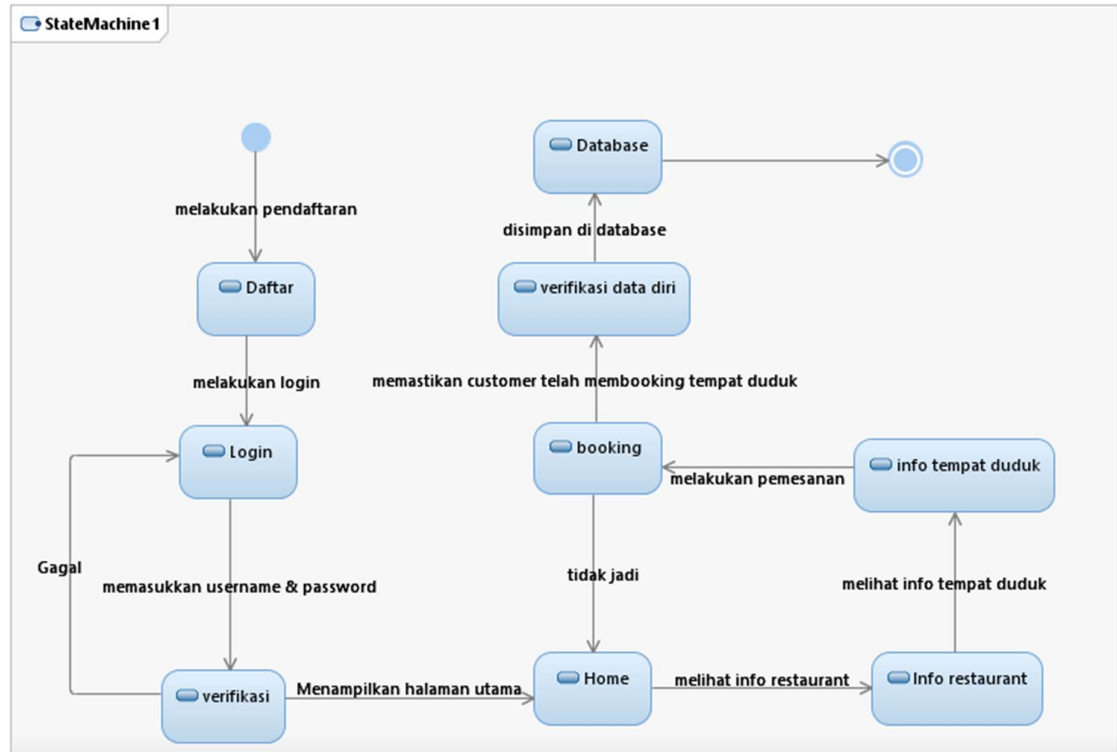 StateMachine1
Database
melakukan pendaftaran
disimpan di database
Daftar
verifikasi data diri
melakukan login
memastikan customer telah membooking tempat duduk
Login
booking
info tempat duduk
melakukan pemesanan
Gagal
memasukkan username & password
tidak jadi
melihat info tempat duduk
verifikasi
Menampilkan halaman utama
Home
melihat info restaurant
Info restaurant